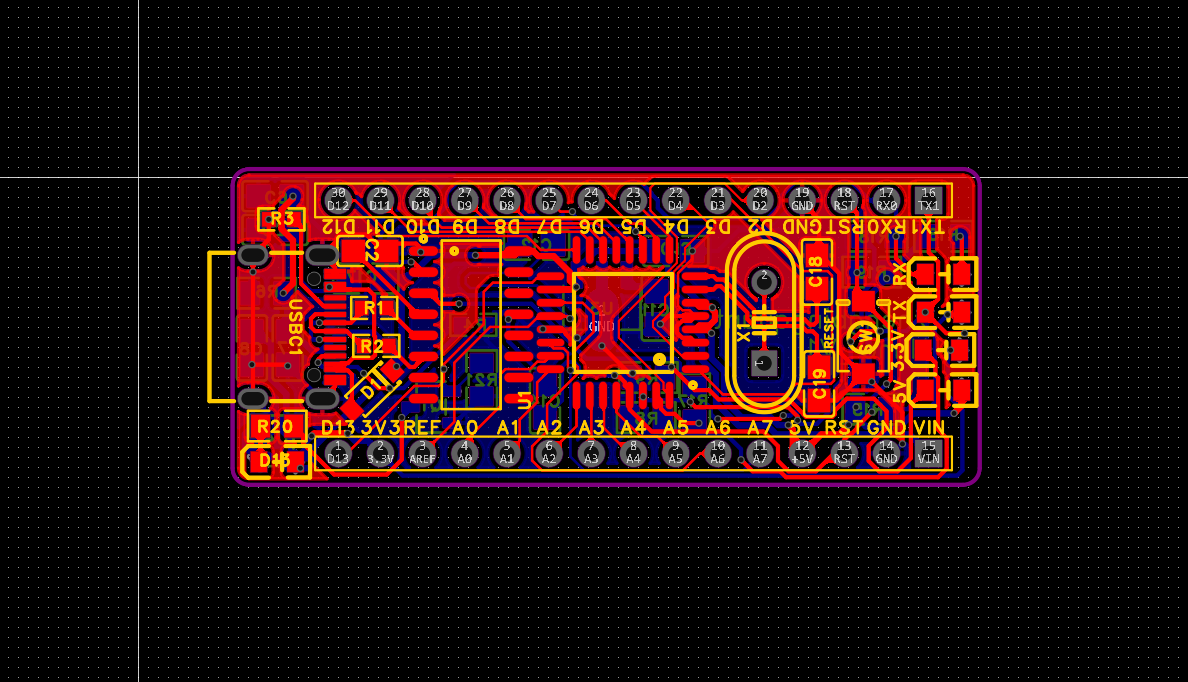 30 29 28 27 26 25 24 23 22 21 20 19 18 17 16
D12 D11 D10 D9 D8 D7 D6 D5 D4 D3 D2 GND RST RX0 TX1
D12 D11 D10 D9 D8 D7 D6 D5 D4 D3 D2 GND RST RX0 TX1
R3
C2
C18
RX
2
USBC1
R1
TX
GND
X1
RESET
SW1
R2
3.3V
1
D1
C19
5V
R21
U1
R20
D13 3V3 REF A0 A1 A2 A3 A4 A5 A6 A7 5V RST GND VIN
1 2 3 4 5 6 7 8 9 10 11 12 13 14 15
D13 3.3V AREF A0 A1 A2 A3 A4 A5 A6 A7 +5V RST GND VIN